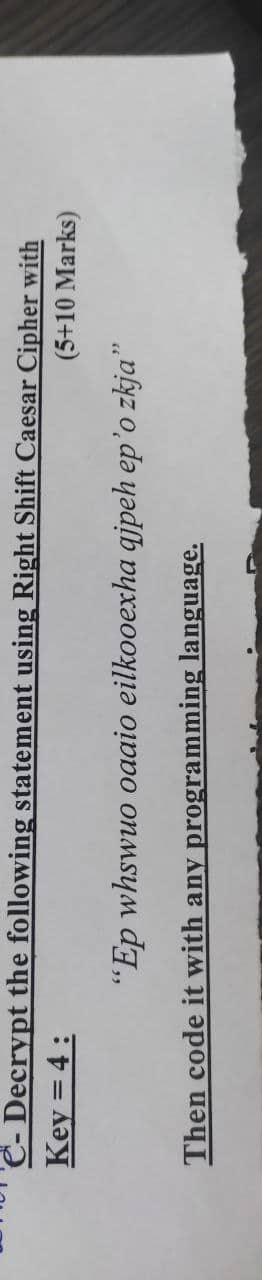 C- Decrypt the following statement using Right Shift Caesar Cipher with
Key = 4 : (5+10 Marks)
“Ep whswuo oaaio eilkooexha qjpeh ep’o zkja”
Then code it with any programming language.